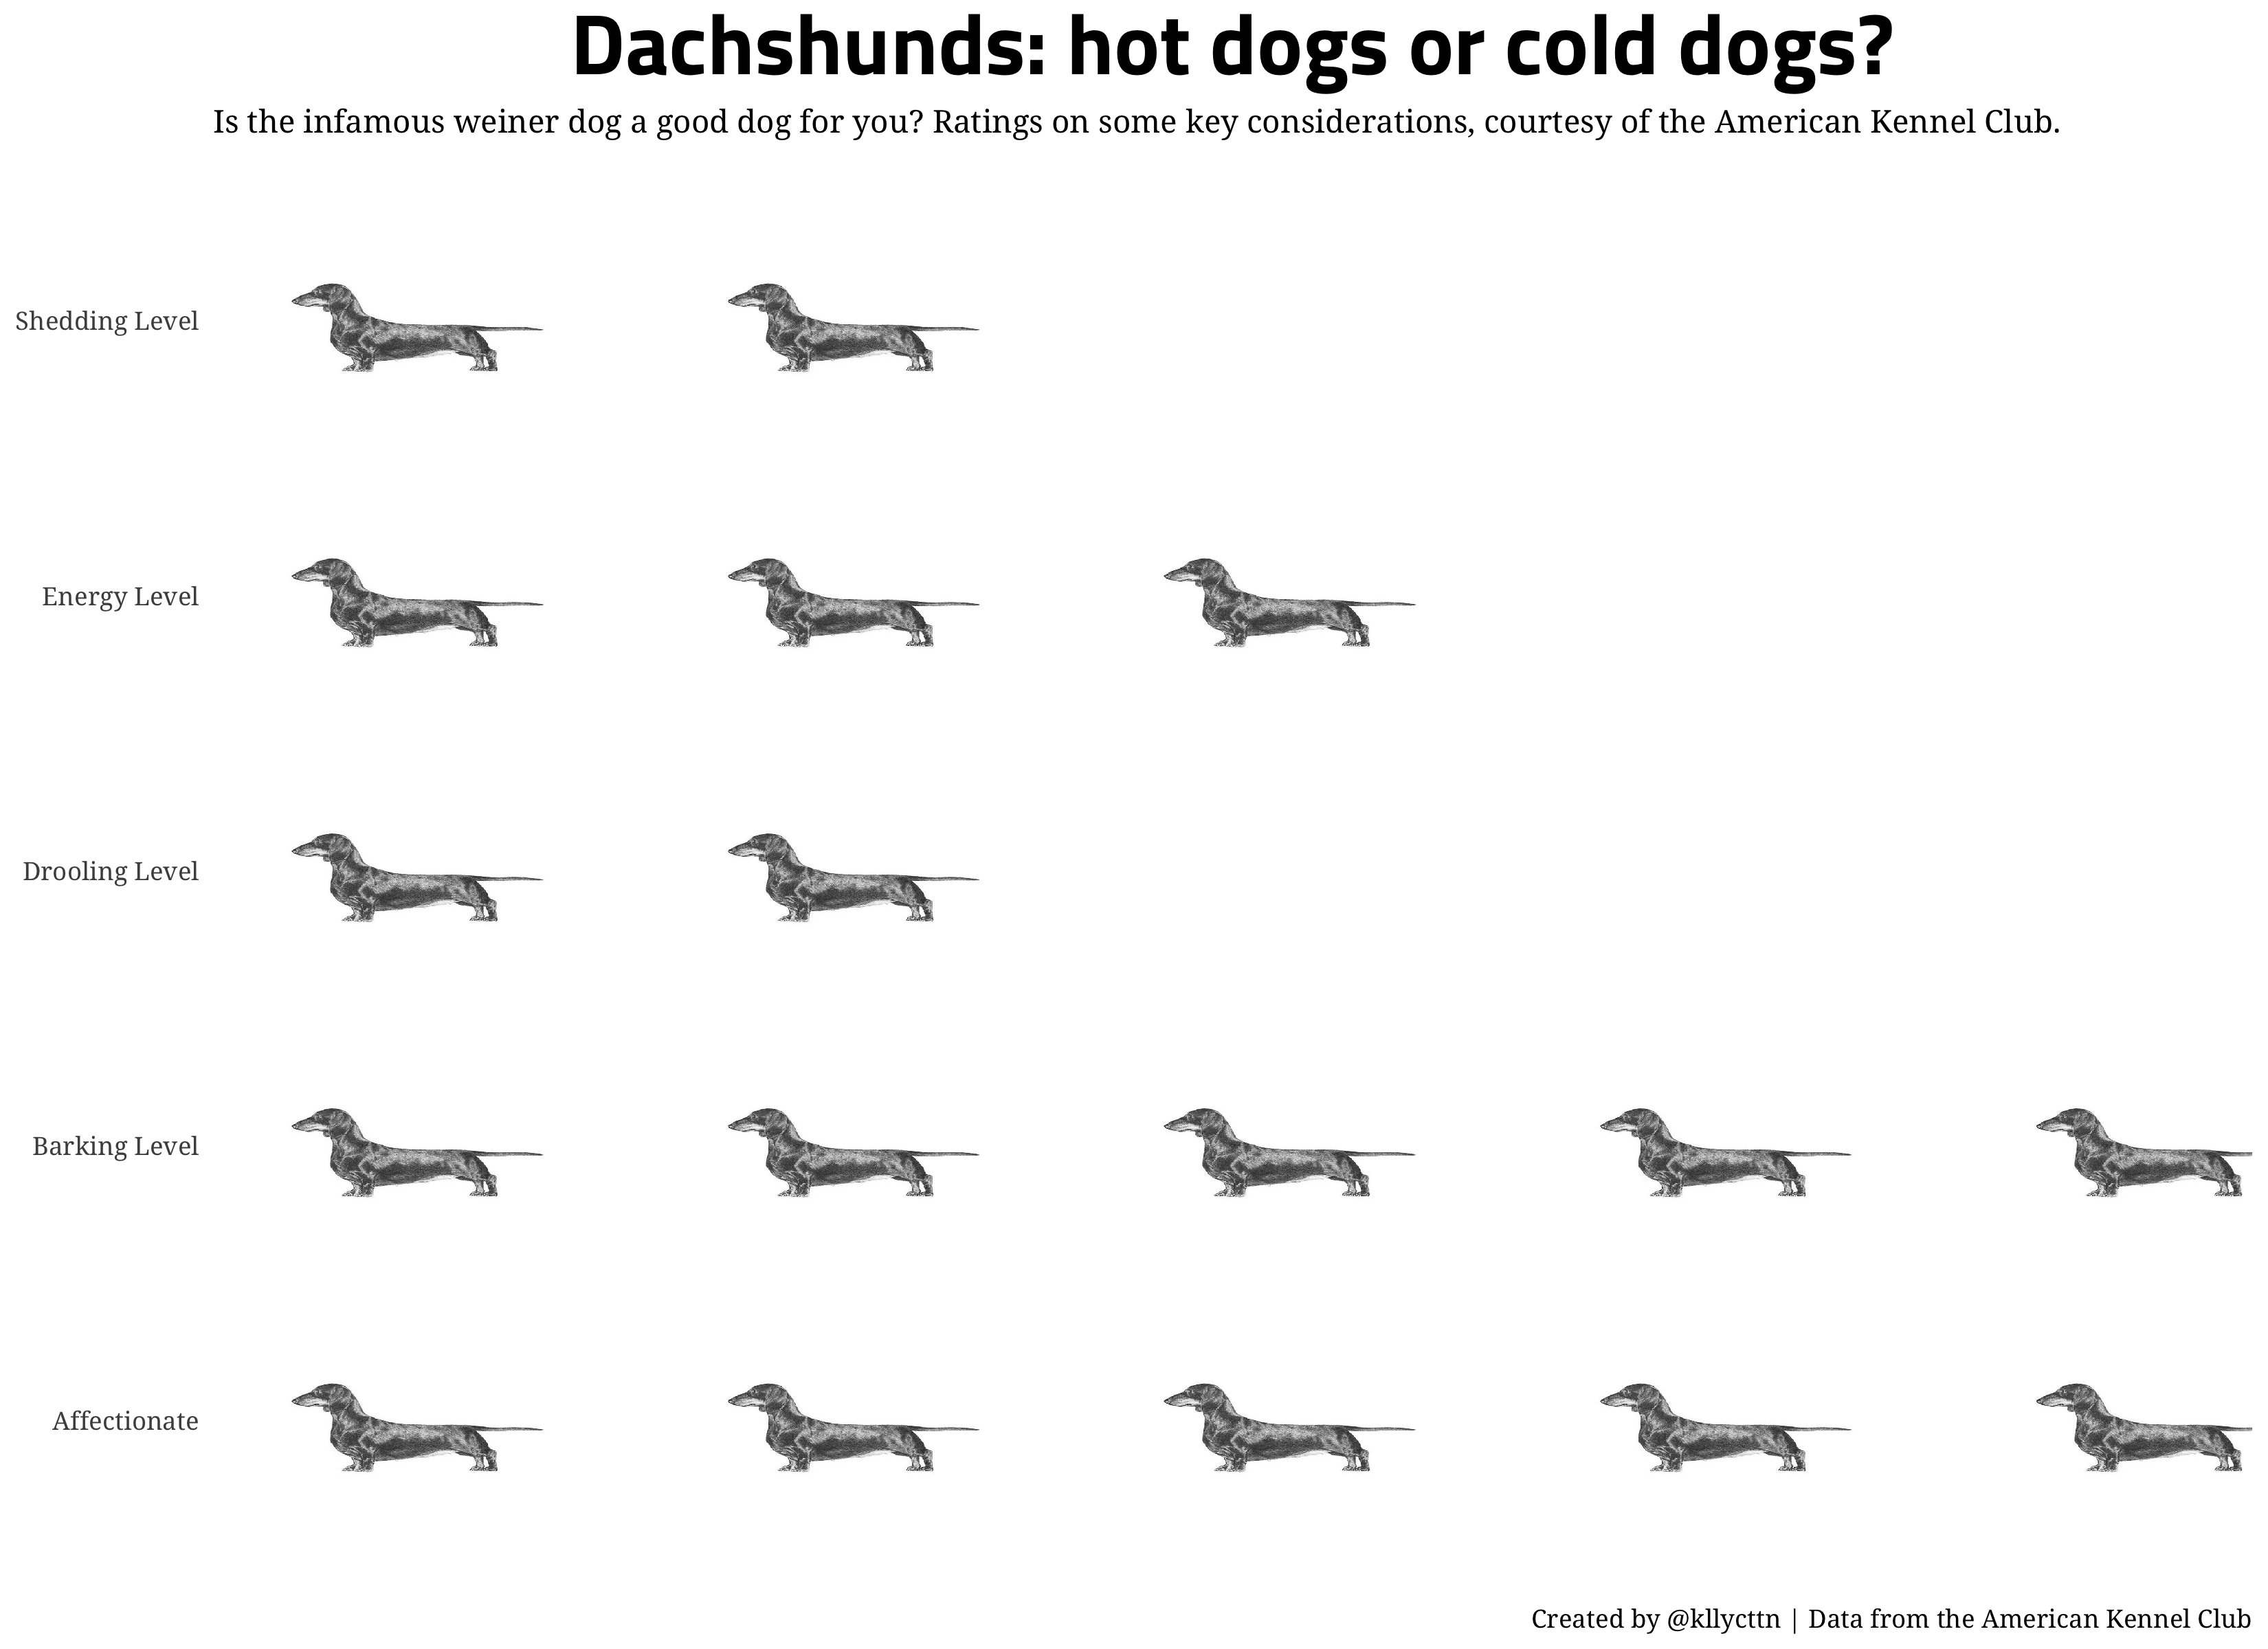 Dachshunds: hot dogs or cold dogs?
Is the infamous weiner dog a good dog for you? Ratings on some key considerations, courtesy of the American Kennel Club.
Shedding Level
Energy Level
Drooling Level
Barking Level
Affectionate
Created by @kllycttn | Data from the American Kennel Club